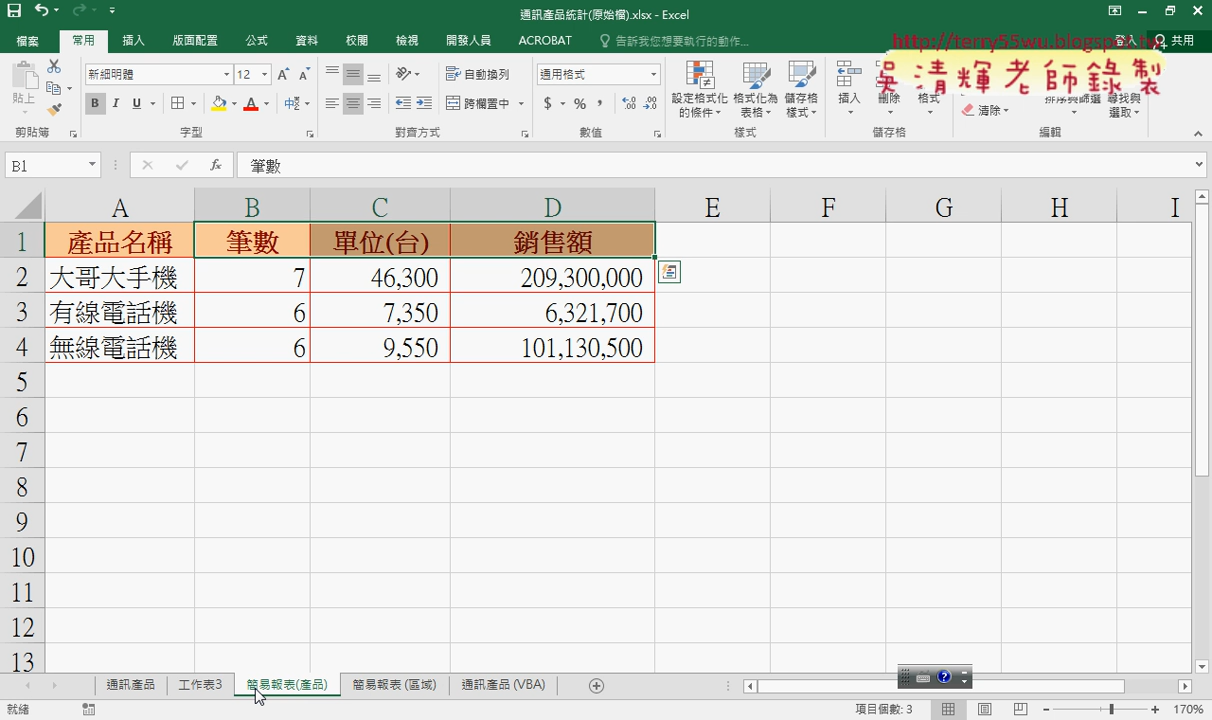 通訊產品統計(原始檔).xlsx - Excel
檔案 常用 插入 版面配置 公式 資料 校閱 檢視 開發人員 ACROBAT 告訴我您想要執行的動作... 登入 共用
http://terry55wu.blogspot.tw
吳清輝老師錄製
貼上 新細明體 12 自動換列 通用格式
B I U 中ˇ 跨欄置中 $ % ,
設定格式化的條件 格式化為表格 儲存格樣式 插入 刪除 格式 清除 排序與篩選 尋找與選取
剪貼簿 字型 對齊方式 數值 樣式 儲存格 編輯
B1 fx 筆數
A B C D E F G H I
1 產品名稱 筆數 單位(台) 銷售額
2 大哥大手機 7 46,300 209,300,000
3 有線電話機 6 7,350 6,321,700
4 無線電話機 6 9,550 101,130,500
5
6
7
8
9
10
11
12
13
通訊產品 工作表3 簡易報表(產品) 簡易報表 (區域) 通訊產品 (VBA)
就緒 項目個數: 3 170%